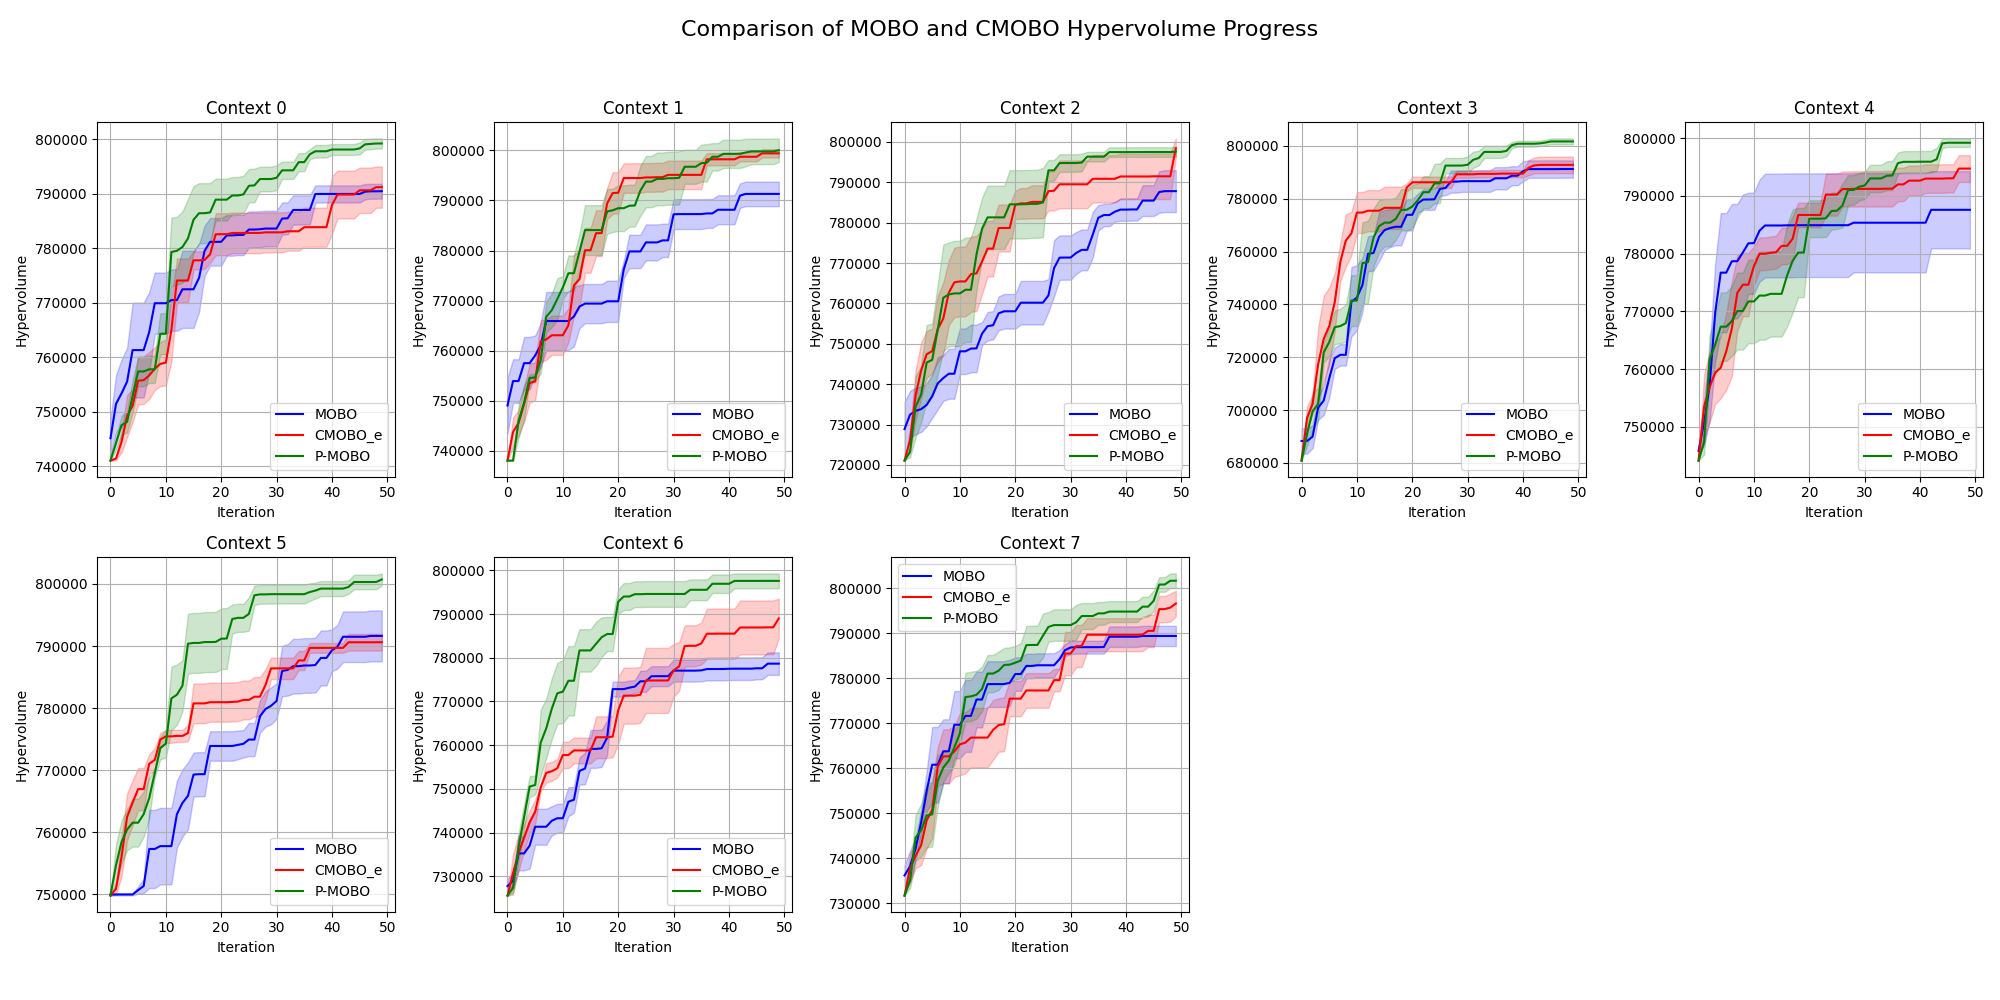 Comparison of MOBO and CMOBO Hypervolume Progress
Context 0
Hypervolume
800000
790000
780000
770000
760000
750000
740000
0 10 20 30 40 50
Iteration
MOBO
CMOBO_e
P-MOBO
Context 1
Hypervolume
800000
790000
780000
770000
760000
750000
740000
0 10 20 30 40 50
Iteration
MOBO
CMOBO_e
P-MOBO
Context 2
Hypervolume
800000
790000
780000
770000
760000
750000
740000
730000
720000
0 10 20 30 40 50
Iteration
MOBO
CMOBO_e
P-MOBO
Context 3
Hypervolume
800000
780000
760000
740000
720000
700000
680000
0 10 20 30 40 50
Iteration
MOBO
CMOBO_e
P-MOBO
Context 4
Hypervolume
800000
790000
780000
770000
760000
750000
0 10 20 30 40 50
Iteration
MOBO
CMOBO_e
P-MOBO
Context 5
Hypervolume
800000
790000
780000
770000
760000
750000
0 10 20 30 40 50
Iteration
MOBO
CMOBO_e
P-MOBO
Context 6
Hypervolume
800000
790000
780000
770000
760000
750000
740000
730000
0 10 20 30 40 50
Iteration
MOBO
CMOBO_e
P-MOBO
Context 7
Hypervolume
800000
790000
780000
770000
760000
750000
740000
730000
0 10 20 30 40 50
Iteration
MOBO
CMOBO_e
P-MOBO